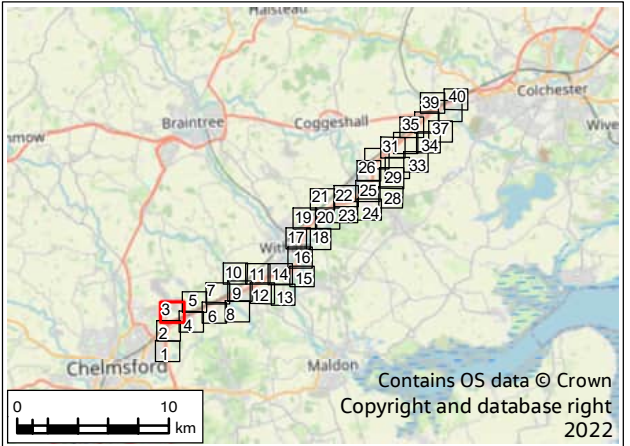 Halstead
Colchester
39 40
Braintree
Coggeshall
35 37
nmow
Wive
31 34
26 33
29
25
21 22 28
19 20 23 24
17 18
16
10 11 14 15
7 9 12 13
5
3 6 8
4
2
1
Chelmsford
Maldon
Contains OS data © Crown
Copyright and database right
2022
0 10
km